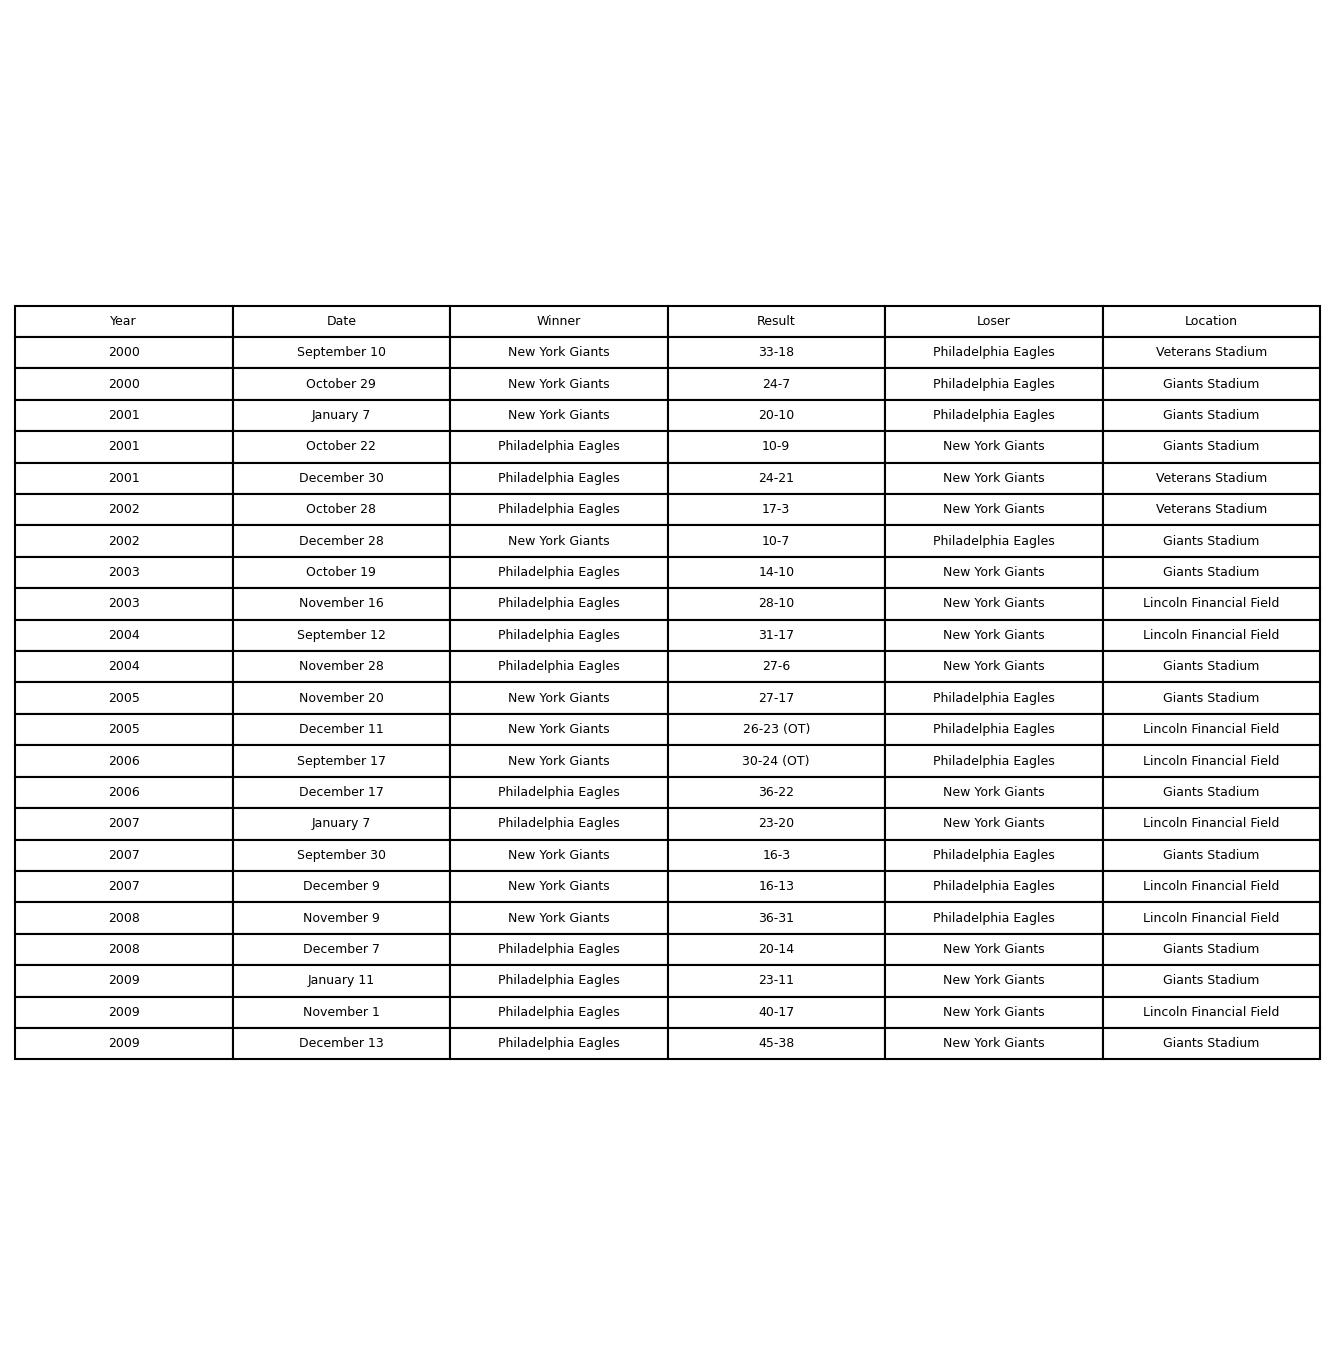 Year Date Winner Result Loser Location
2000 September 10 New York Giants 33-18 Philadelphia Eagles Veterans Stadium
2000 October 29 New York Giants 24-7 Philadelphia Eagles Giants Stadium
2001 January 7 New York Giants 20-10 Philadelphia Eagles Giants Stadium
2001 October 22 Philadelphia Eagles 10-9 New York Giants Giants Stadium
2001 December 30 Philadelphia Eagles 24-21 New York Giants Veterans Stadium
2002 October 28 Philadelphia Eagles 17-3 New York Giants Veterans Stadium
2002 December 28 New York Giants 10-7 Philadelphia Eagles Giants Stadium
2003 October 19 Philadelphia Eagles 14-10 New York Giants Giants Stadium
2003 November 16 Philadelphia Eagles 28-10 New York Giants Lincoln Financial Field
2004 September 12 Philadelphia Eagles 31-17 New York Giants Lincoln Financial Field
2004 November 28 Philadelphia Eagles 27-6 New York Giants Giants Stadium
2005 November 20 New York Giants 27-17 Philadelphia Eagles Giants Stadium
2005 December 11 New York Giants 26-23 (OT) Philadelphia Eagles Lincoln Financial Field
2006 September 17 New York Giants 30-24 (OT) Philadelphia Eagles Lincoln Financial Field
2006 December 17 Philadelphia Eagles 36-22 New York Giants Giants Stadium
2007 January 7 Philadelphia Eagles 23-20 New York Giants Lincoln Financial Field
2007 September 30 New York Giants 16-3 Philadelphia Eagles Giants Stadium
2007 December 9 New York Giants 16-13 Philadelphia Eagles Lincoln Financial Field
2008 November 9 New York Giants 36-31 Philadelphia Eagles Lincoln Financial Field
2008 December 7 Philadelphia Eagles 20-14 New York Giants Giants Stadium
2009 January 11 Philadelphia Eagles 23-11 New York Giants Giants Stadium
2009 November 1 Philadelphia Eagles 40-17 New York Giants Lincoln Financial Field
2009 December 13 Philadelphia Eagles 45-38 New York Giants Giants Stadium